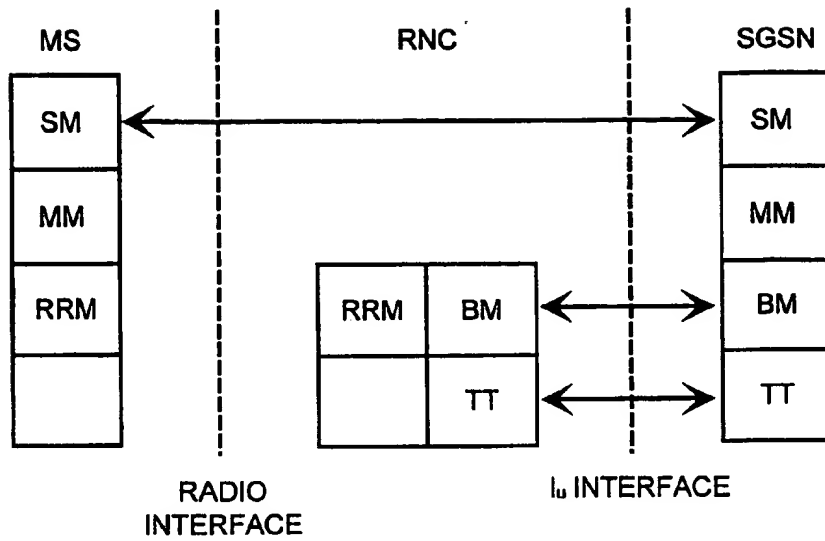 MS RNC SGSN
SM SM
MM MM
RRM RRM BM BM
TT TT
RADIO
INTERFACE
Iu INTERFACE